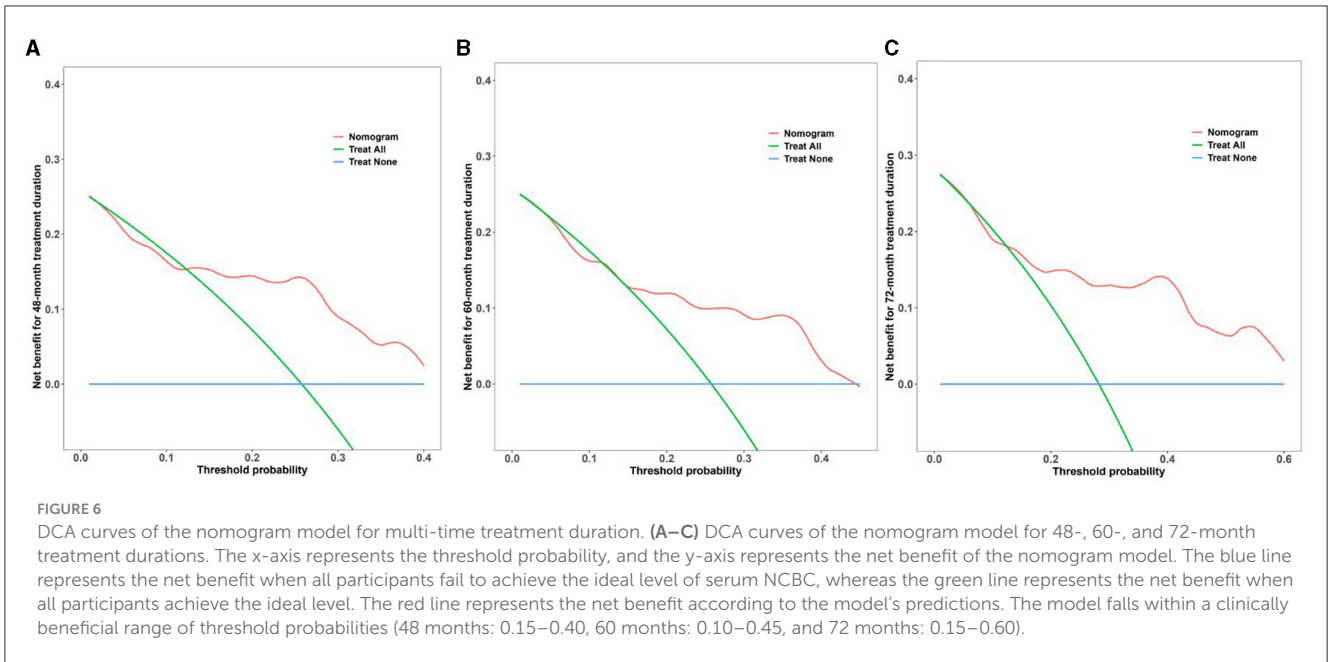 A
Net benefit for 48-month treatment duration
0.4
0.3
0.2
0.1
0.0
Nomogram
Treat All
Treat None
0.0 0.1 0.2 0.3 0.4
Threshold probability
B
Net benefit for 60-month treatment duration
0.4
0.3
0.2
0.1
0.0
Nomogram
Treat All
Treat None
0.0 0.1 0.2 0.3 0.4
Threshold probability
C
Net benefit for 72-month treatment duration
0.4
0.3
0.2
0.1
0.0
Nomogram
Treat All
Treat None
0.0 0.2 0.4 0.6
Threshold probability
FIGURE 6
DCA curves of the nomogram model for multi-time treatment duration. (A–C) DCA curves of the nomogram model for 48-, 60-, and 72-month
treatment durations. The x-axis represents the threshold probability, and the y-axis represents the net benefit of the nomogram model. The blue line
represents the net benefit when all participants fail to achieve the ideal level of serum NCBC, whereas the green line represents the net benefit when
all participants achieve the ideal level. The red line represents the net benefit according to the model's predictions. The model falls within a clinically
beneficial range of threshold probabilities (48 months: 0.15–0.40, 60 months: 0.10–0.45, and 72 months: 0.15–0.60).